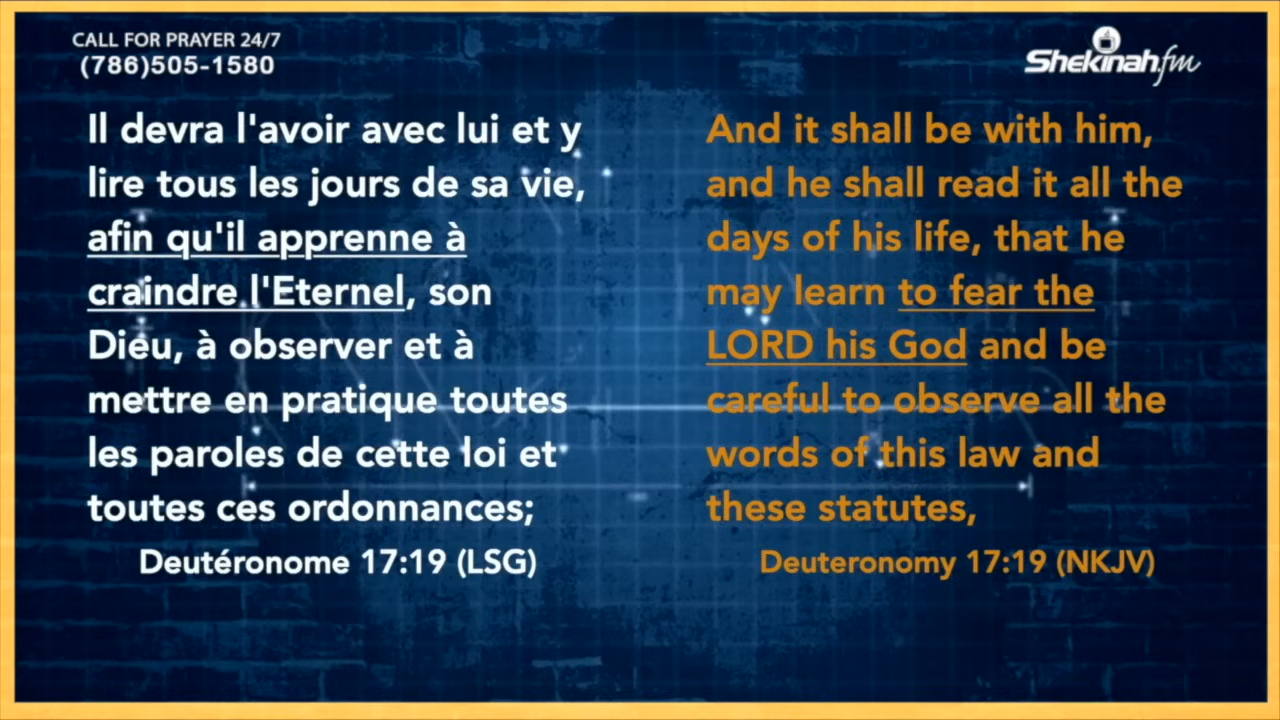 CALL FOR PRAYER 24/7
(786)505-1580
Shekinah.fm
Il devra l'avoir avec lui et y
lire tous les jours de sa vie,
afin qu'il apprenne à
craindre l'Eternel, son
Dieu, à observer et à
mettre en pratique toutes
les paroles de cette loi et
toutes ces ordonnances;
Deutéronome 17:19 (LSG)
And it shall be with him,
and he shall read it all the
days of his life, that he
may learn to fear the
LORD his God and be
careful to observe all the
words of this law and
these statutes,
Deuteronomy 17:19 (NKJV)